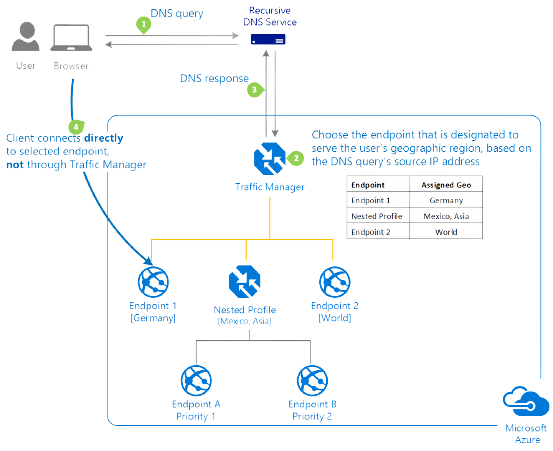 1 DNS query
Recursive
DNS Service
User
Browser
DNS response
3
4
Client connects directly
to selected endpoint,
not through Traffic Manager
2
Choose the endpoint that is designated to
serve the user's geographic region, based on
the DNS query's source IP address
Traffic Manager
Endpoint Assigned Geo
Endpoint 1 Germany
Nested Profile Mexico, Asia
Endpoint 2 World
Endpoint 1
[Germany]
Nested Profile
[Mexico, Asia]
Endpoint 2
[World]
Endpoint A
Priority 1
Endpoint B
Priority 2
Microsoft
Azure